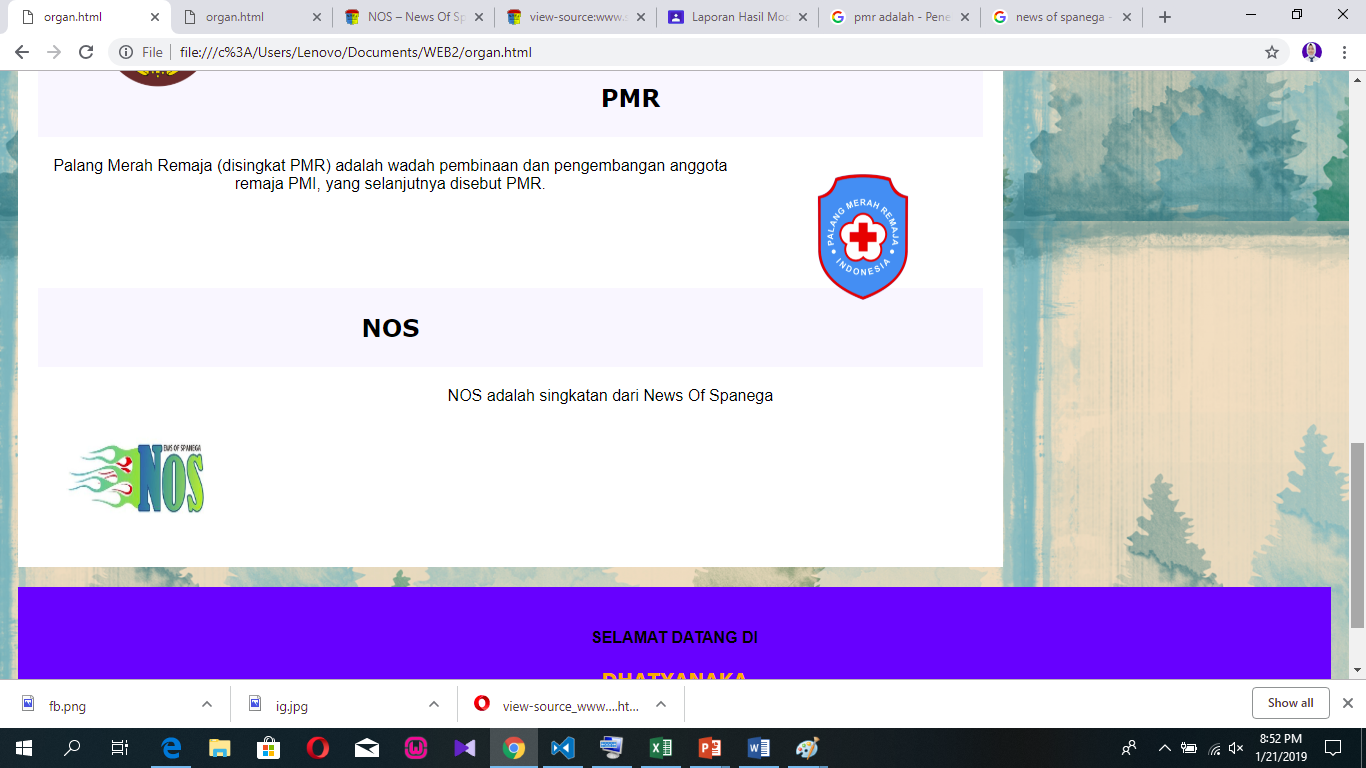 organ.html
organ.html
NOS – News Of Sp
view-source:www.
Laporan Hasil Mod
pmr adalah - Pene
news of spanega -
File
file:///c%3A/Users/Lenovo/Documents/WEB2/organ.html
PMR
Palang Merah Remaja (disingkat PMR) adalah wadah pembinaan dan pengembangan anggota
remaja PMI, yang selanjutnya disebut PMR.
PALANG MERAH REMAJA
INDONESIA
NOS
NOS adalah singkatan dari News Of Spanega
EWS OF SPANEGA
NOS
SELAMAT DATANG DI
DHATYANAKA
fb.png
ig.jpg
view-source_www....ht...
Show all
8:52 PM
1/21/2019